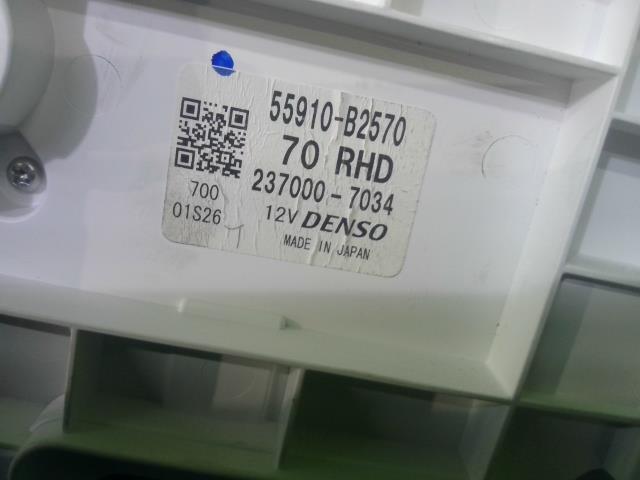 55910-B2570
70 RHD
237000-7034
700
01S26
12V DENSO
MADE IN JAPAN